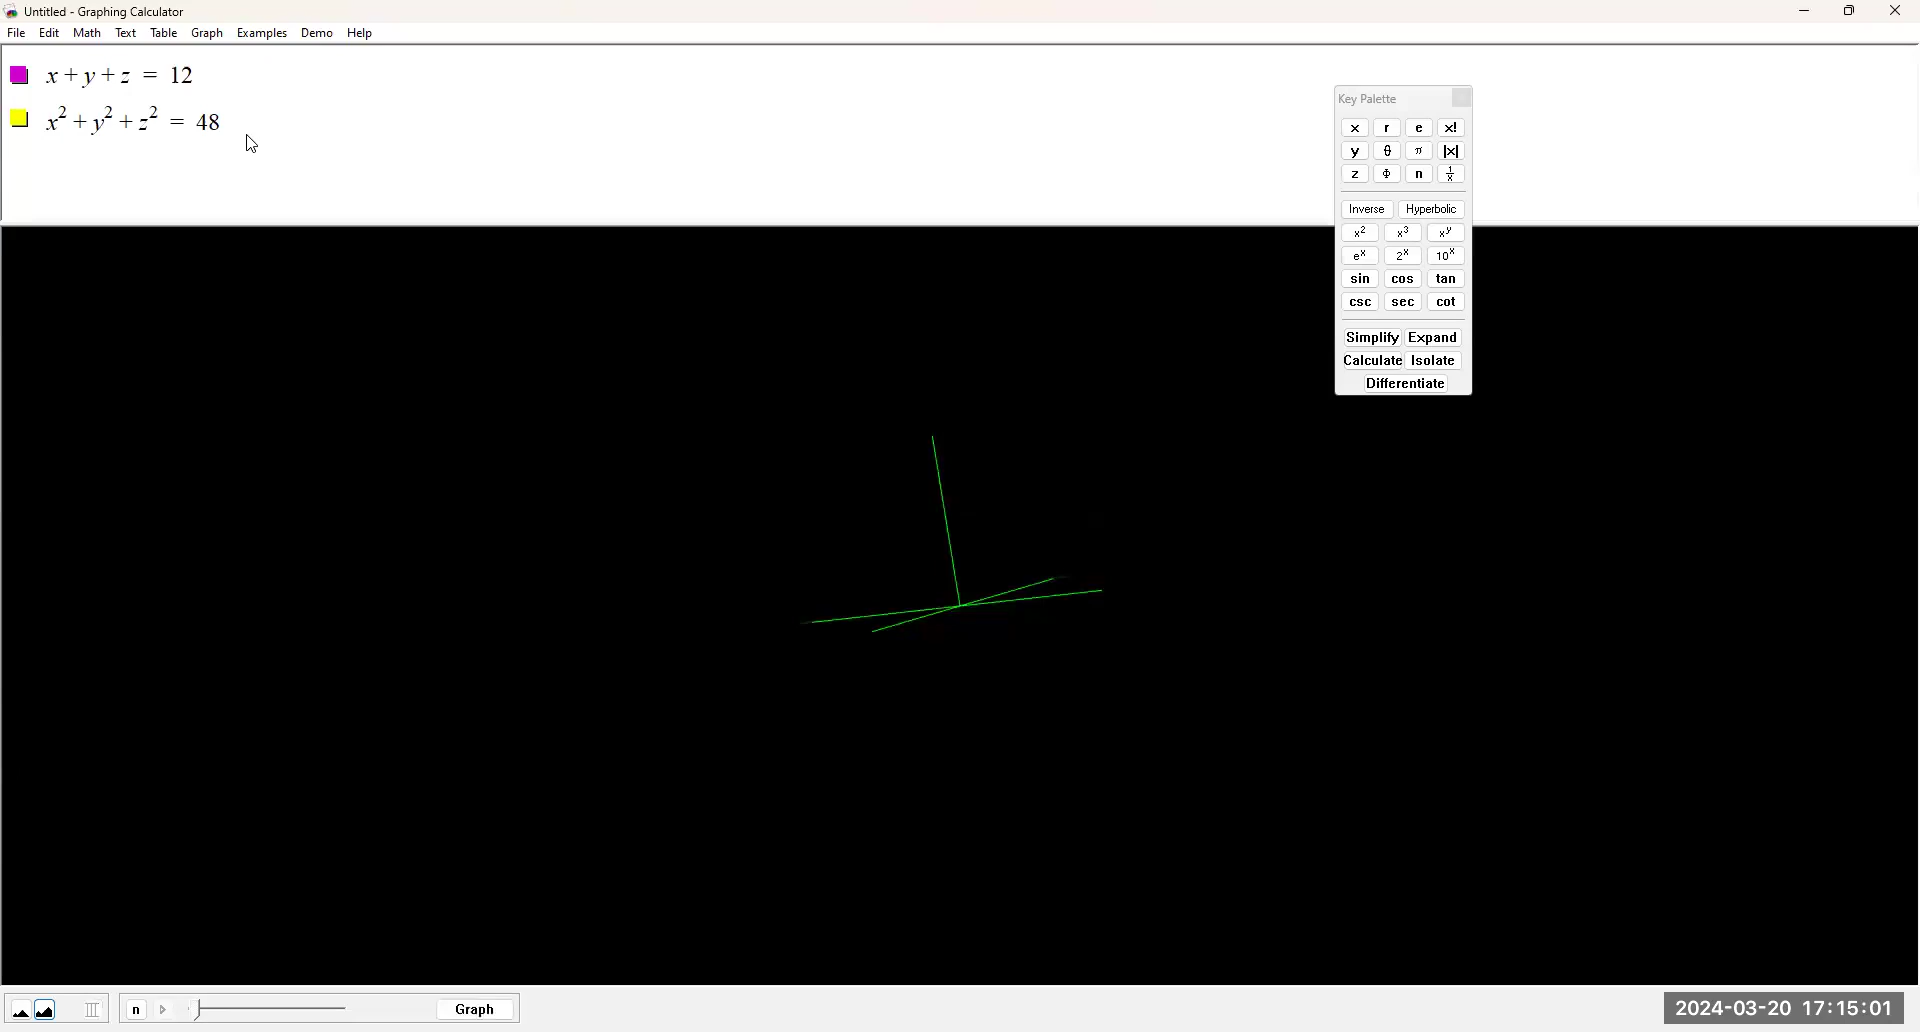 Untitled - Graphing Calculator
File Edit Math Text Table Graph Examples Demo Help
x + y + z = 12
x² + y² + z² = 48
Key Palette
x r e x!
y θ π |x|
z Φ n 1/x
Inverse Hyperbolic
x² x³ xʸ
eˣ 2ˣ 10ˣ
sin cos tan
csc sec cot
Simplify Expand
Calculate Isolate
Differentiate
n Graph
2024-03-20 17:15:01